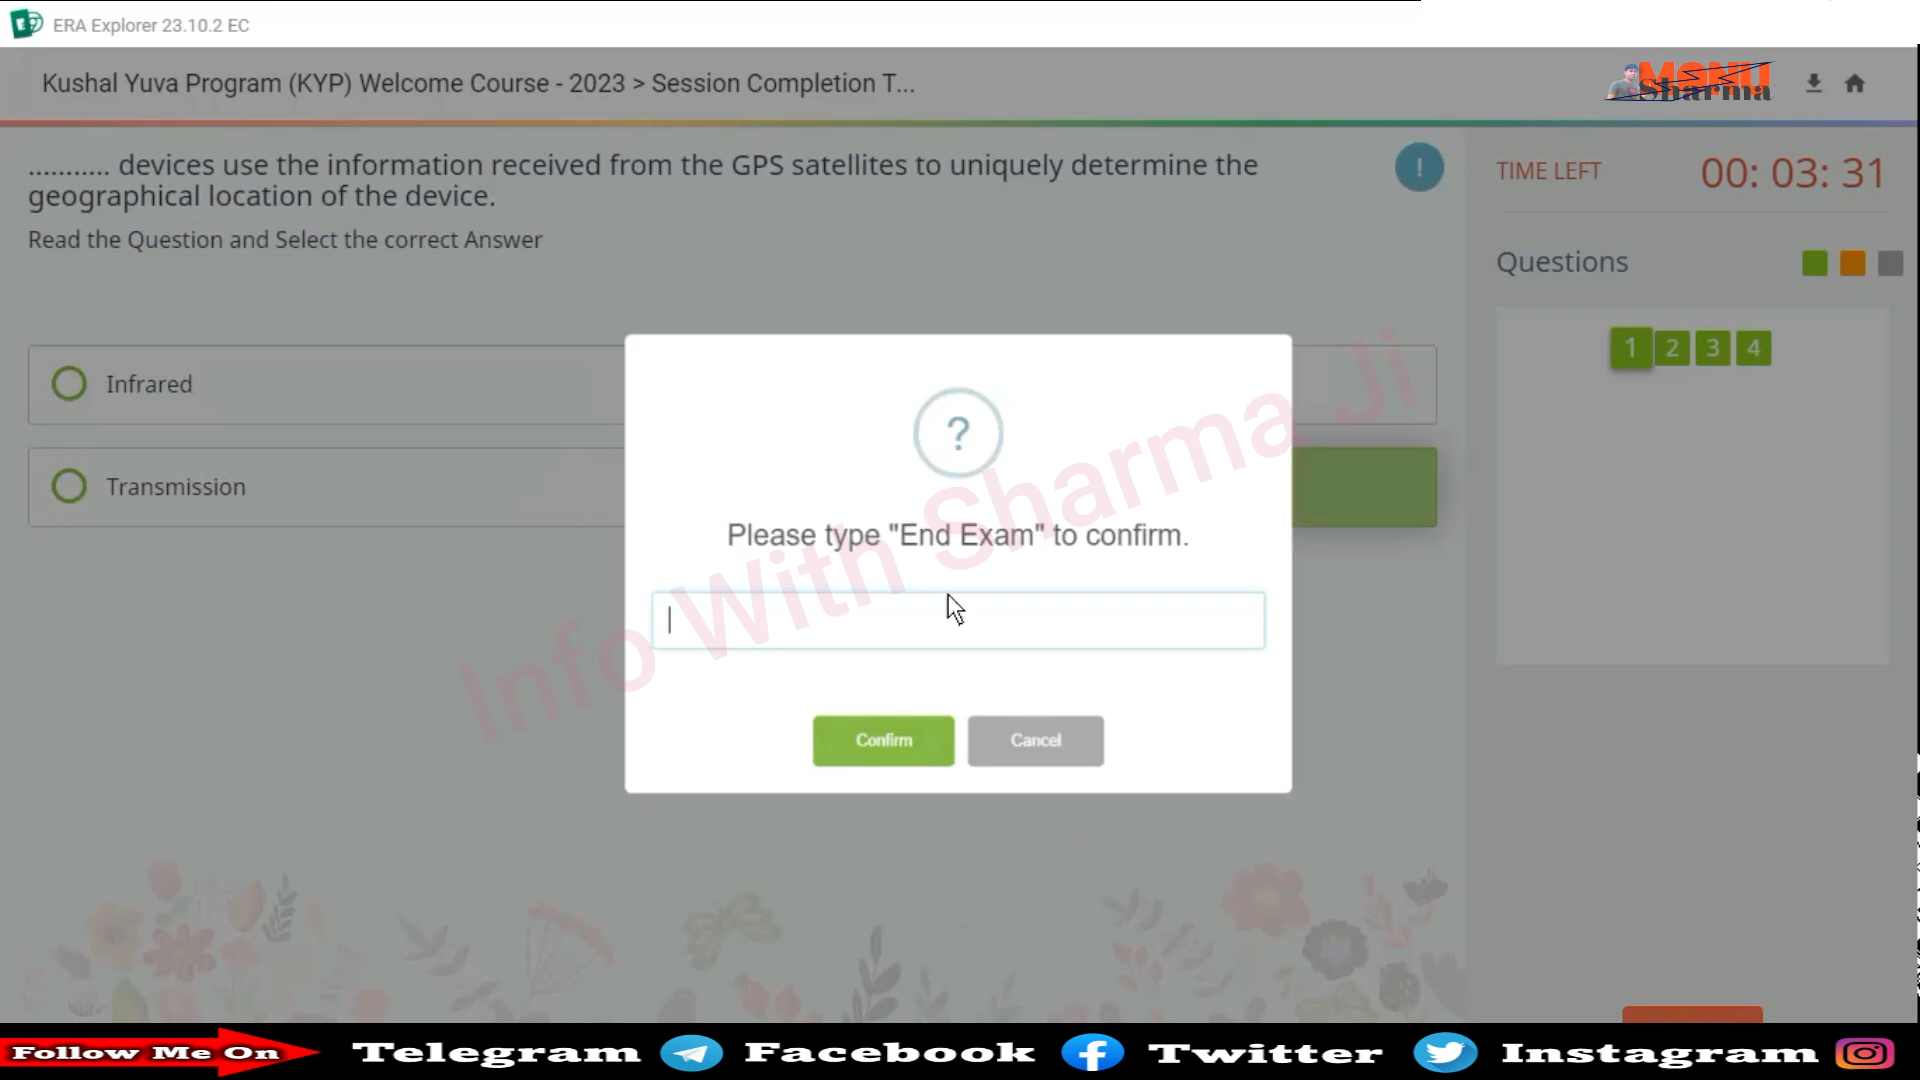 ERA Explorer 23.10.2 EC
Kushal Yuva Program (KYP) Welcome Course - 2023 > Session Completion T...
MONU
Sharma
........... devices use the information received from the GPS satellites to uniquely determine the
geographical location of the device.
!
TIME LEFT 00: 03: 31
Read the Question and Select the correct Answer
Questions
1 2 3 4
Infrared
Transmission
?
Please type "End Exam" to confirm.
Info With Sharma Ji
Confirm Cancel
Follow Me On Telegram Facebook Twitter Instagram